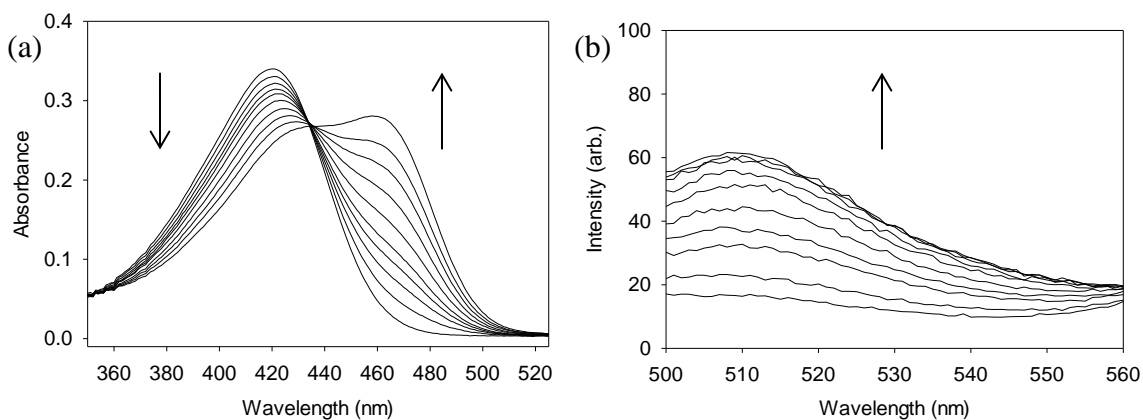 (a)
Absorbance
0.4
0.3
0.2
0.1
0.0
360 380 400 420 440 460 480 500 520
Wavelength (nm)
(b)
Intensity (arb.)
100
80
60
40
20
0
500 510 520 530 540 550 560
Wavelength (nm)